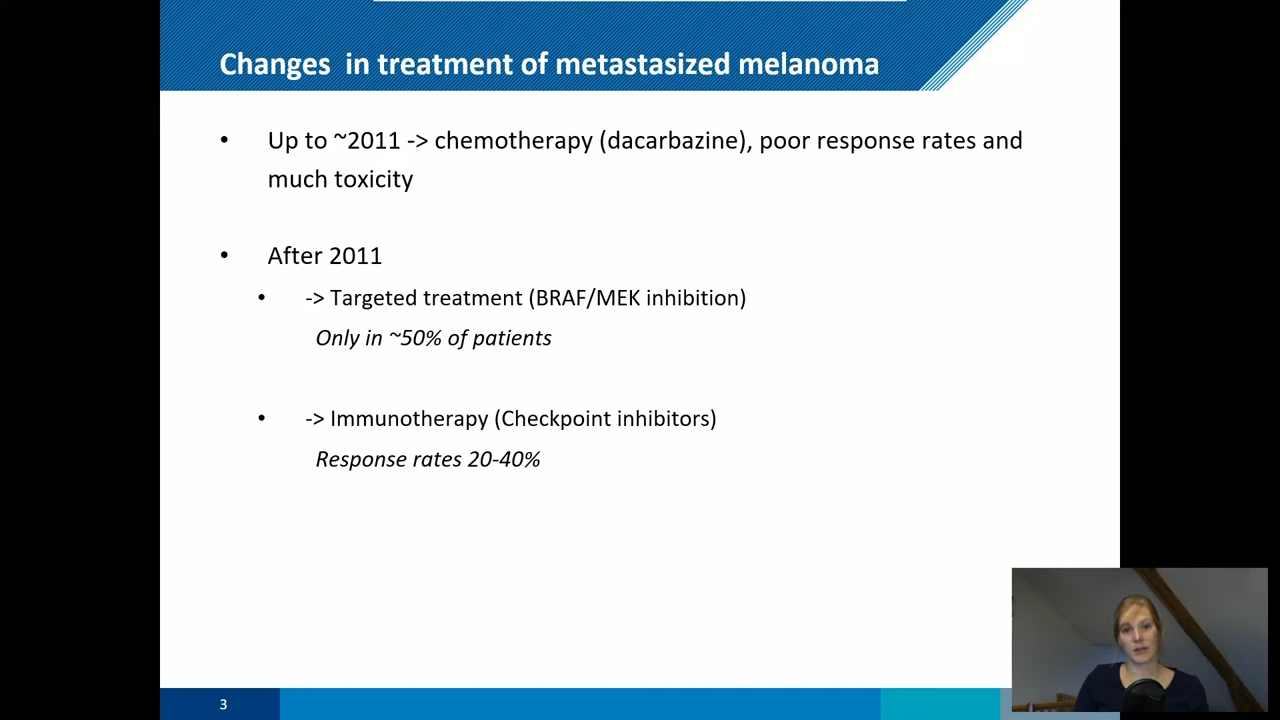 Changes  in treatment of metastasized melanoma
• Up to ~2011 -> chemotherapy (dacarbazine), poor response rates and
much toxicity
• After 2011
• -> Targeted treatment (BRAF/MEK inhibition)
Only in ~50% of patients
• -> Immunotherapy (Checkpoint inhibitors)
Response rates 20-40%
3